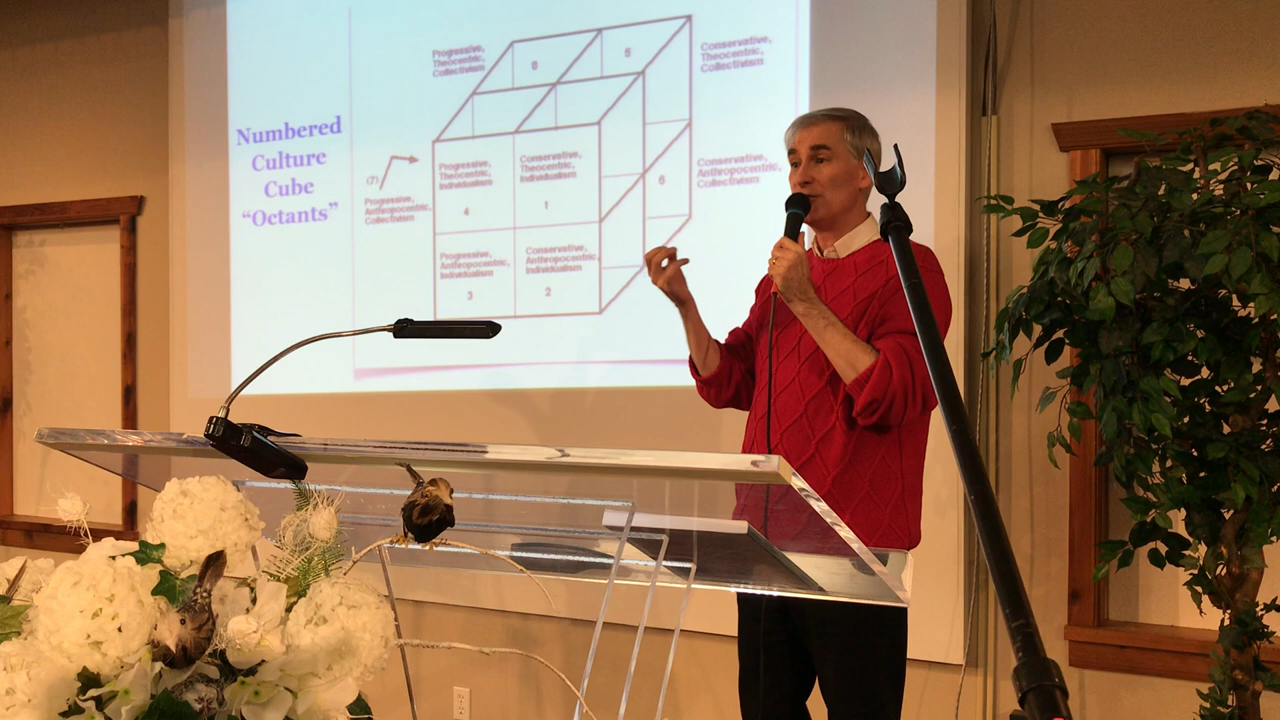 Numbered
Culture
Cube
“Octants”
Progressive,
Theocentric,
Collectivism
8
5
Conservative,
Theocentric,
Collectivism
(7)
Progressive,
Anthropocentric,
Collectivism
Progressive,
Theocentric,
Individualism
4
Conservative,
Theocentric,
Individualism
1
6
Conservative,
Anthropocentric,
Collectivism
Progressive,
Anthropocentric,
Individualism
3
Conservative,
Anthropocentric,
Individualism
2